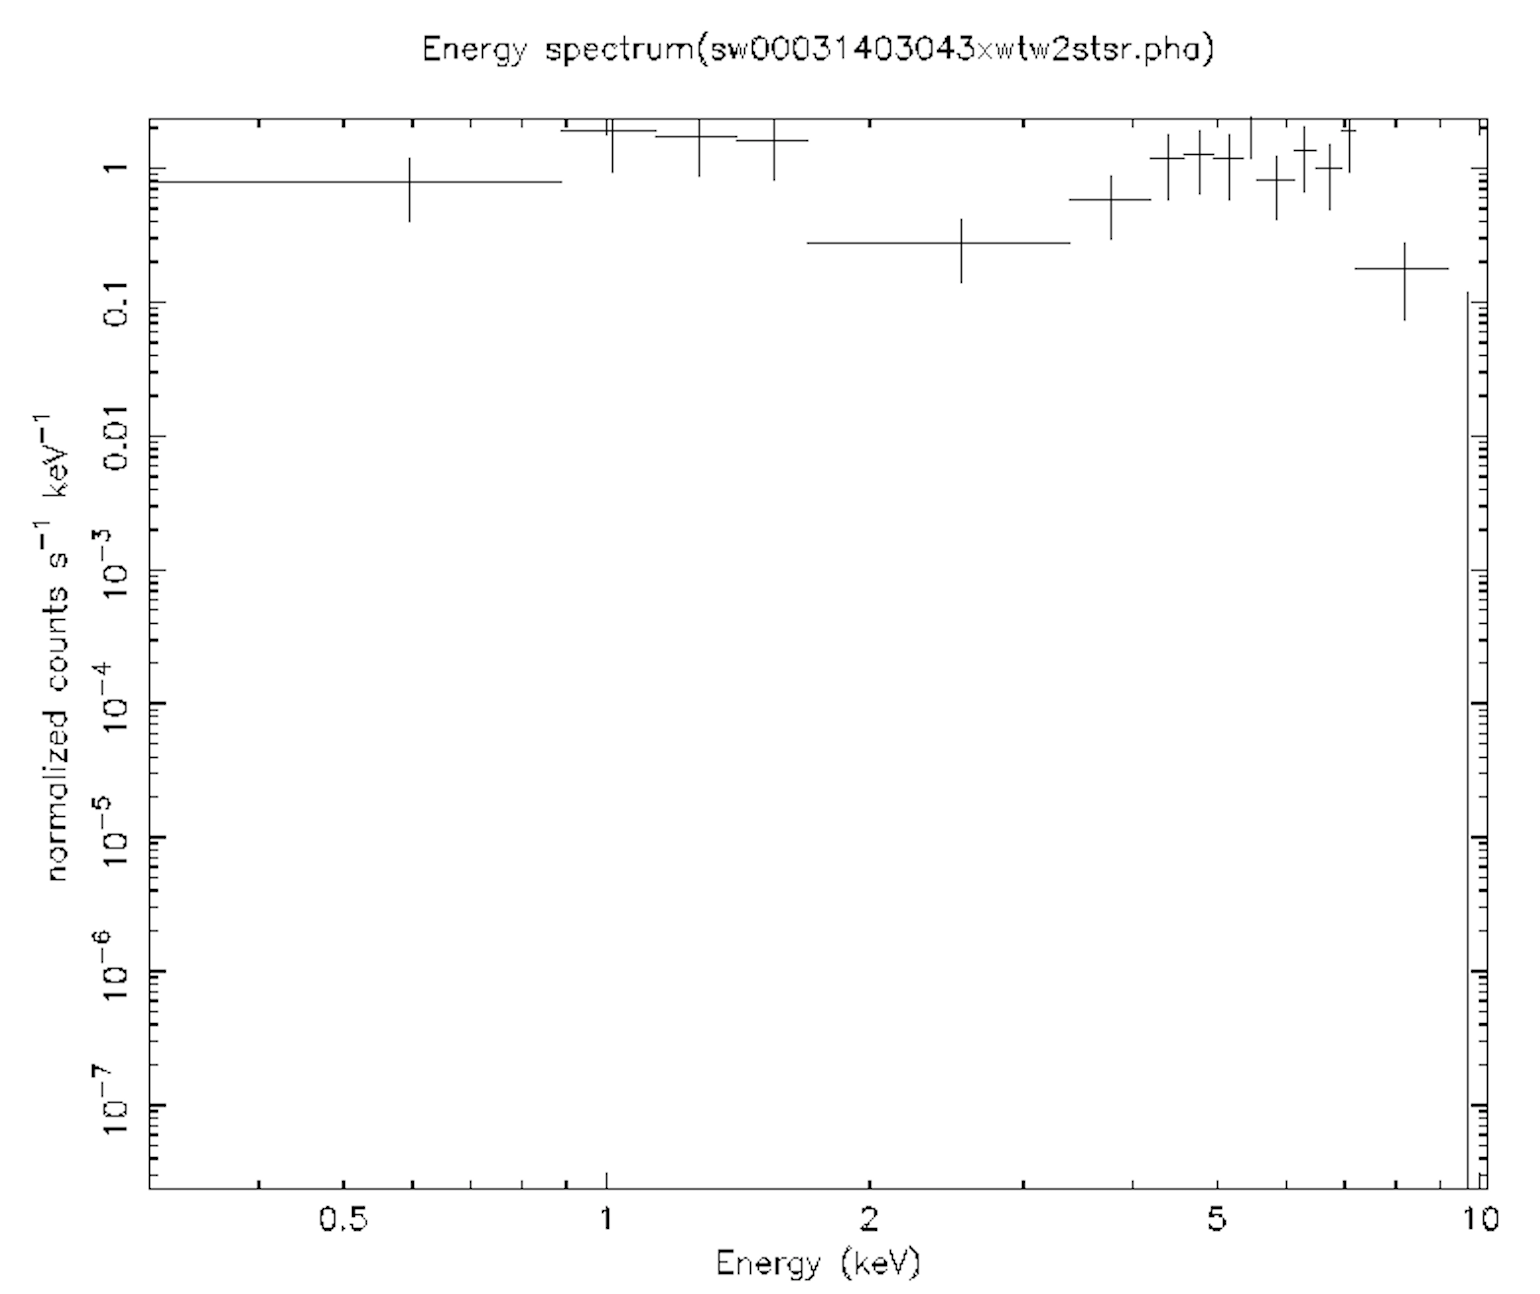 Energy spectrum(sw00031403043xwtw2stsr.pha)
normalized counts s⁻¹ keV⁻¹
1
0.1
0.01
10⁻³
10⁻⁴
10⁻⁵
10⁻⁶
10⁻⁷
0.5 1 2 5 10
Energy (keV)